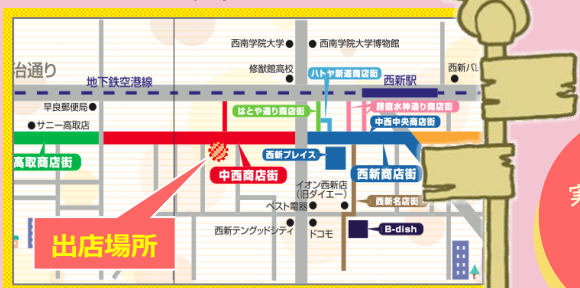 西南学院大学
西南学院大学博物館
治通り
修猷館高校
ハトヤ新道商店街
西新駅
西新パレ
地下鉄空港線
早良郵便局
はとや通り商店街
勝鷹水神通り商店街
サニー高取店
中西中央商店街
高取商店街
西新プレイス
中西商店街
西新商店街
イオン西新店
(旧ダイエー)
西新名店街
ベスト電器
出店場所
西新テングッドシティ
ドコモ
B-dish
実